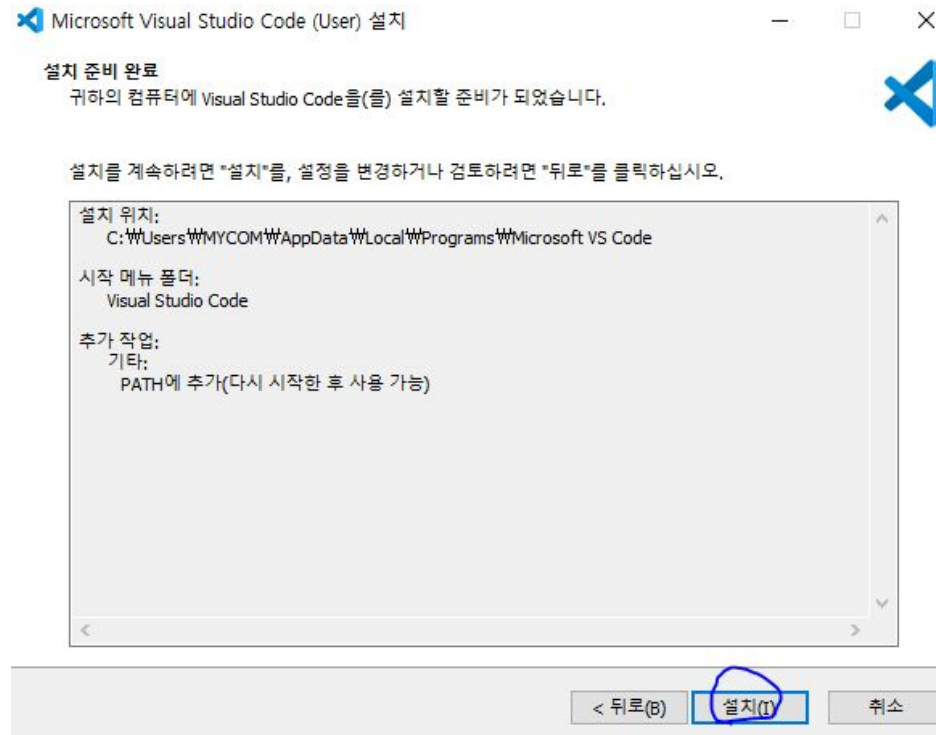 Microsoft Visual Studio Code (User) 설치
설치 준비 완료
귀하의 컴퓨터에 Visual Studio Code을(를) 설치할 준비가 되었습니다.
설치를 계속하려면 "설치"를, 설정을 변경하거나 검토하려면 "뒤로"를 클릭하십시오.
설치 위치:
C:₩Users₩MYCOM₩AppData₩Local₩Programs₩Microsoft VS Code
시작 메뉴 폴더:
Visual Studio Code
추가 작업:
기타:
PATH에 추가(다시 시작한 후 사용 가능)
< 뒤로(B) 설치(I) 취소